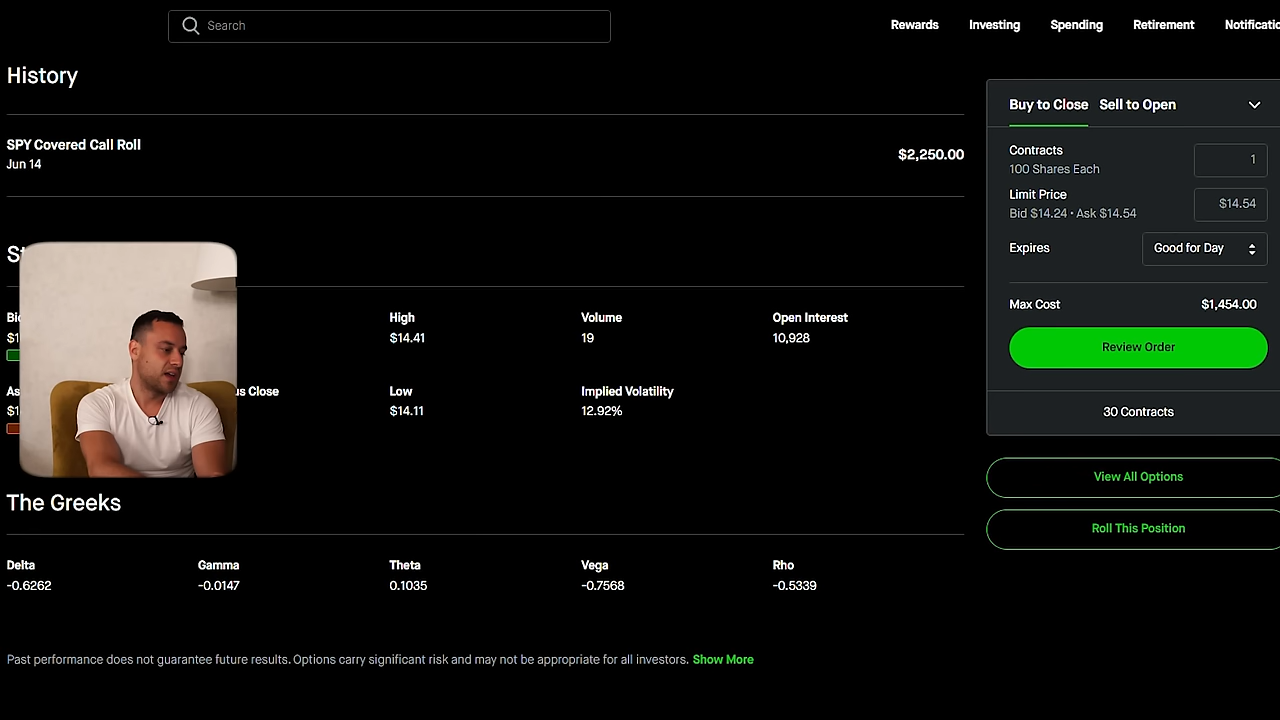 Search
Rewards
Investing
Spending
Retirement
History
SPY Covered Call Roll
Jun 14
$2,250.00
High
$14.41
Volume
19
Open Interest
10,928
Close
Low
$14.11
Implied Volatility
12.92%
The Greeks
Delta
-0.6262
Gamma
-0.0147
Theta
0.1035
Vega
-0.7568
Rho
-0.5339
Past performance does not guarantee future results. Options carry significant risk and may not be appropriate for all investors. Show More
Buy to Close
Sell to Open
Contracts
100 Shares Each
1
Limit Price
Bid $14.24 • Ask $14.54
$14.54
Expires
Good for Day
Max Cost
$1,454.00
Review Order
30 Contracts
View All Options
Roll This Position